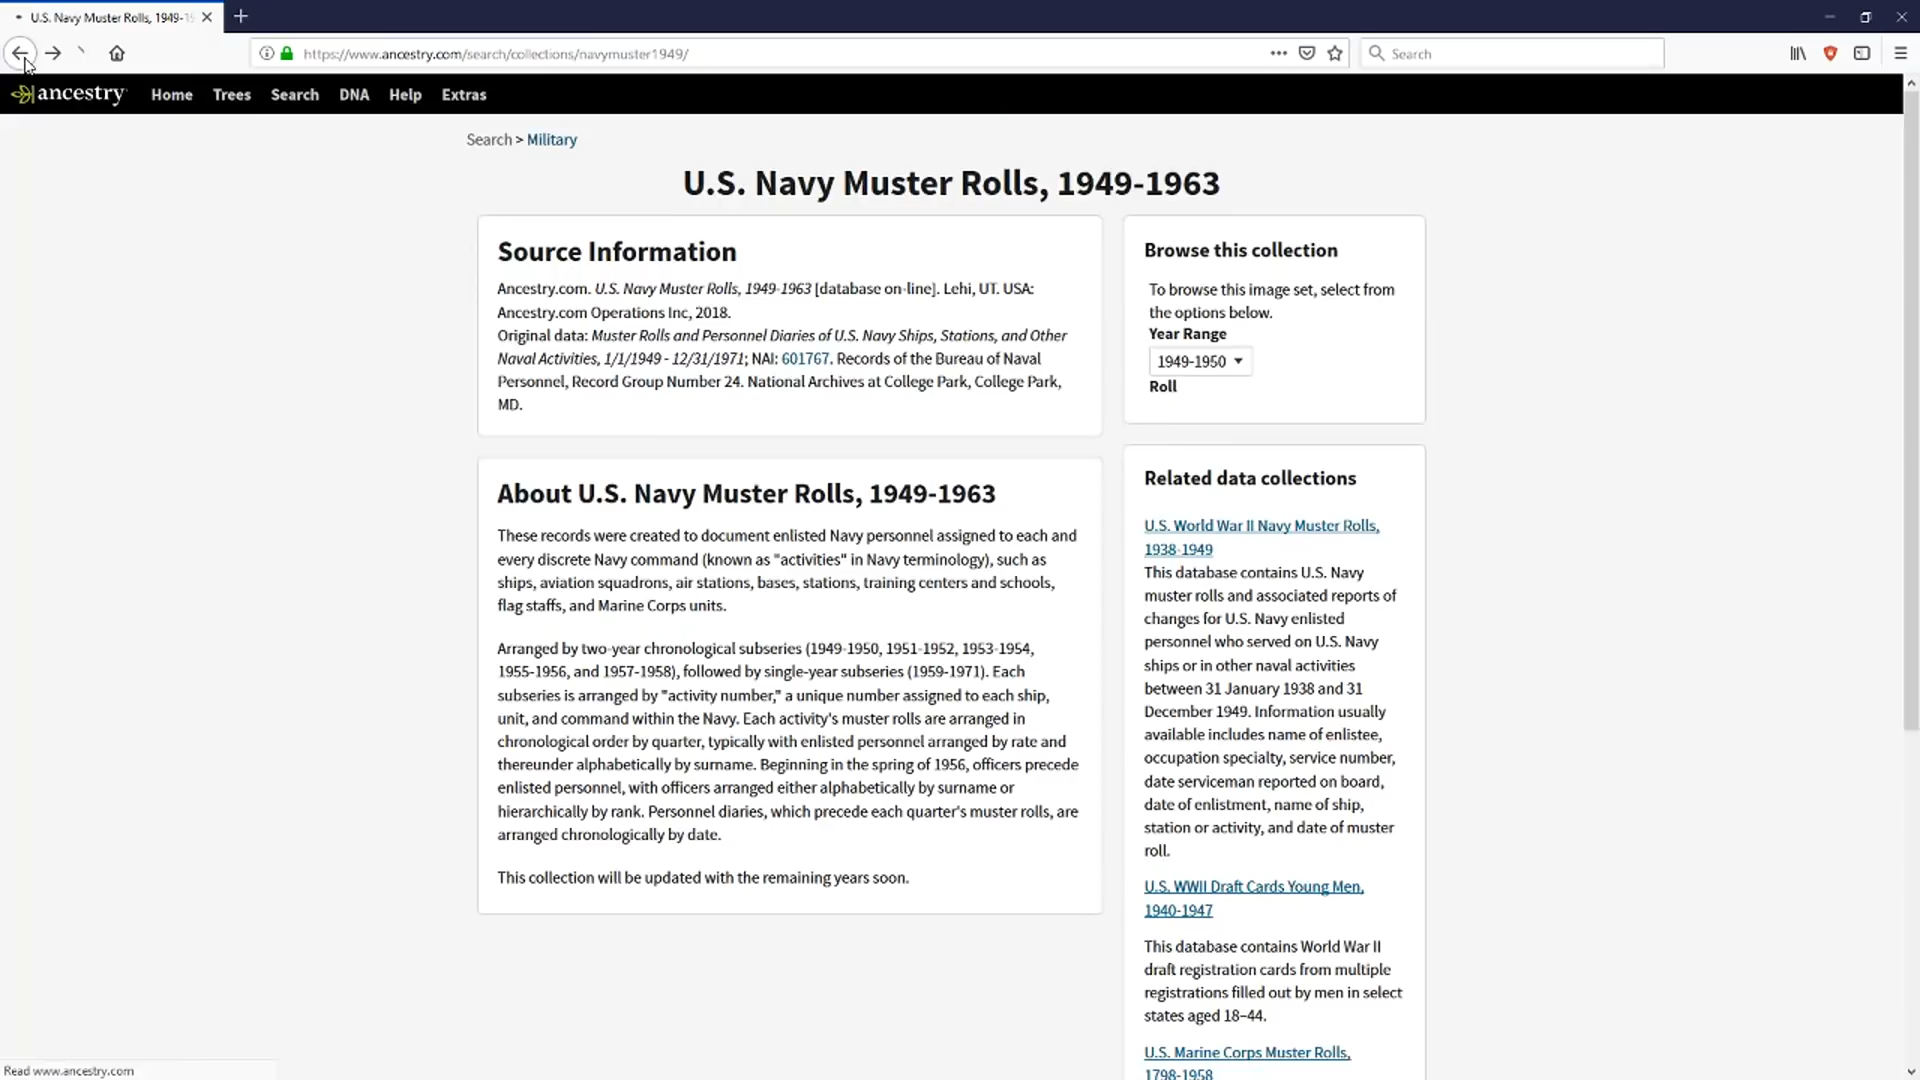 U.S. Navy Muster Rolls, 1949-19
https://www.ancestry.com/search/collections/navymuster1949/
Search
ancestry
Home
Trees
Search
DNA
Help
Extras
Search > Military
U.S. Navy Muster Rolls, 1949-1963
Source Information
Ancestry.com. U.S. Navy Muster Rolls, 1949-1963 [database on-line]. Lehi, UT. USA:
Ancestry.com Operations Inc, 2018.
Original data: Muster Rolls and Personnel Diaries of U.S. Navy Ships, Stations, and Other
Naval Activities, 1/1/1949 - 12/31/1971; NAI: 601767. Records of the Bureau of Naval
Personnel, Record Group Number 24. National Archives at College Park, College Park,
MD.
About U.S. Navy Muster Rolls, 1949-1963
These records were created to document enlisted Navy personnel assigned to each and
every discrete Navy command (known as "activities" in Navy terminology), such as
ships, aviation squadrons, air stations, bases, stations, training centers and schools,
flag staffs, and Marine Corps units.
Arranged by two-year chronological subseries (1949-1950, 1951-1952, 1953-1954,
1955-1956, and 1957-1958), followed by single-year subseries (1959-1971). Each
subseries is arranged by "activity number," a unique number assigned to each ship,
unit, and command within the Navy. Each activity's muster rolls are arranged in
chronological order by quarter, typically with enlisted personnel arranged by rate and
thereunder alphabetically by surname. Beginning in the spring of 1956, officers precede
enlisted personnel, with officers arranged either alphabetically by surname or
hierarchically by rank. Personnel diaries, which precede each quarter's muster rolls, are
arranged chronologically by date.
This collection will be updated with the remaining years soon.
Browse this collection
To browse this image set, select from
the options below.
Year Range
1949-1950
Roll
Related data collections
U.S. World War II Navy Muster Rolls,
1938-1949
This database contains U.S. Navy
muster rolls and associated reports of
changes for U.S. Navy enlisted
personnel who served on U.S. Navy
ships or in other naval activities
between 31 January 1938 and 31
December 1949. Information usually
available includes name of enlistee,
occupation specialty, service number,
date serviceman reported on board,
date of enlistment, name of ship,
station or activity, and date of muster
roll.
U.S. WWII Draft Cards Young Men,
1940-1947
This database contains World War II
draft registration cards from multiple
registrations filled out by men in select
states aged 18–44.
U.S. Marine Corps Muster Rolls,
1798-1958
Read www.ancestry.com